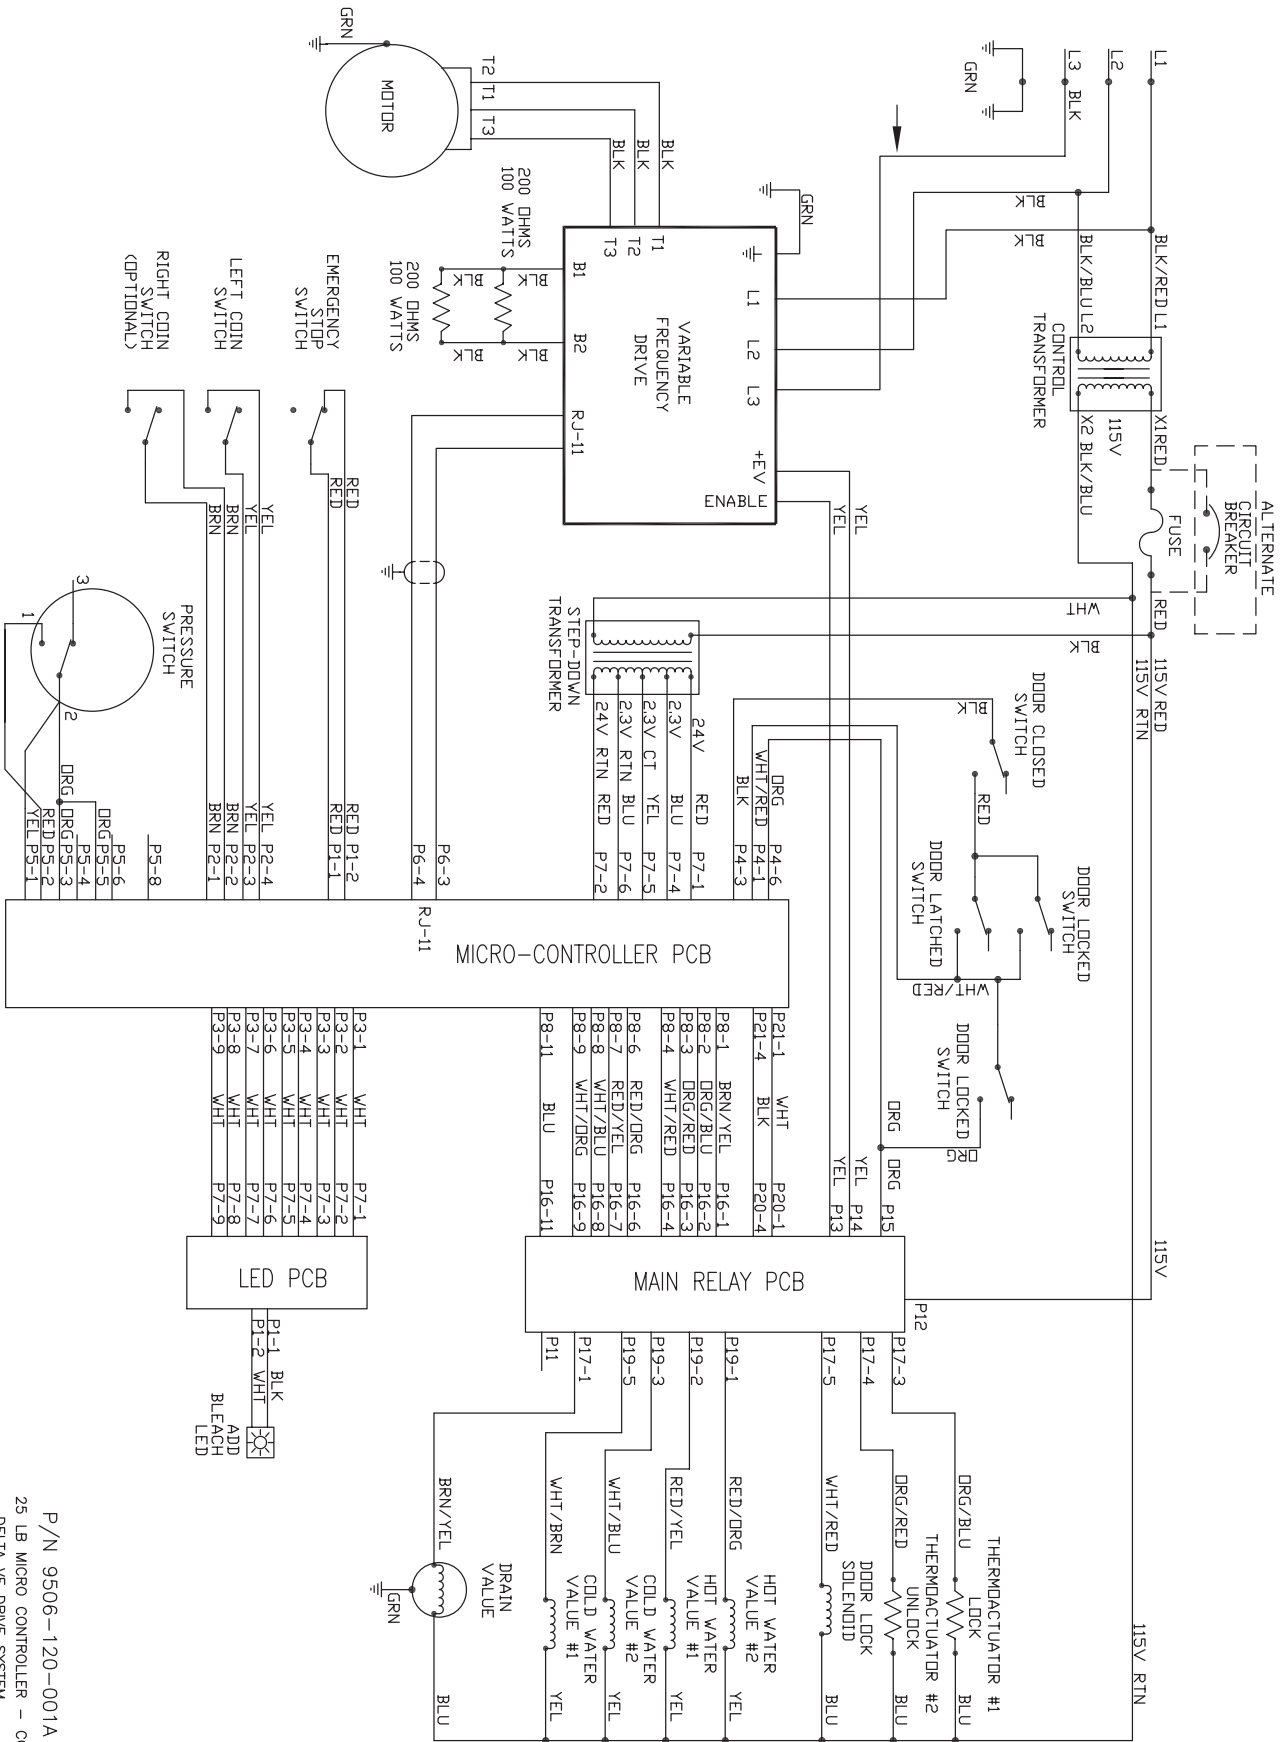 L1
L2
L3
BLK
GRN
BLK
BLK
BLK/RED L1
BLK/BLU L2
CONTROL
TRANSFORMER
X1 RED
115V
X2 BLK/BLU
ALTERNATE
CIRCUIT
BREAKER
FUSE
RED
WHT
BLK
115V RED
115V RTN
115V
115V RTN
GRN
MOTOR
T2
T1
T3
BLK
BLK
BLK
GRN
T1
T2
T3
L1
L2
L3
+EV
ENABLE
VARIABLE
FREQUENCY
DRIVE
B1
B2
RJ-11
200 OHMS
100 WATTS
BLK
BLK
200 OHMS
100 WATTS
BLK
BLK
YEL
YEL
STEP-DOWN
TRANSFORMER
24V
2.3V
2.3V CT
2.3V RTN
24V RTN
RED
BLU
YEL
BLU
RED
P7-1
P7-4
P7-5
P7-6
P7-2
DOOR CLOSED
SWITCH
BLK
RED
DOOR LATCHED
SWITCH
DOOR LOCKED
SWITCH
WHT/RED
DOOR LOCKED
SWITCH
ORG
ORG P4-6
WHT/RED P4-1
BLK P4-3
EMERGENCY
STOP
SWITCH
RED
RED
RED P1-2
RED P1-1
LEFT COIN
SWITCH
YEL
YEL
YEL P2-4
YEL P2-3
RIGHT COIN
SWITCH
(OPTIONAL)
BRN
BRN
BRN P2-2
BRN P2-1
PRESSURE
SWITCH
3
1
2
ORG
P5-8
P5-6
ORG P5-5
P5-4
ORG P5-3
RED P5-2
YEL P5-1
P6-3
P6-4
RJ-11
MICRO-CONTROLLER PCB
P21-1 WHT P20-1
P21-4 BLK P20-4
P8-1 BRN/YEL P16-1
P8-2 ORG/BLU P16-2
P8-3 ORG/RED P16-3
P8-4 WHT/RED P16-4
P8-6 RED/ORG P16-6
P8-7 RED/YEL P16-7
P8-8 WHT/BLU P16-8
P8-9 WHT/ORG P16-9
P8-11 BLU P16-11
P3-1 WHT P7-1
P3-2 WHT P7-2
P3-3 WHT P7-3
P3-4 WHT P7-4
P3-5 WHT P7-5
P3-6 WHT P7-6
P3-7 WHT P7-7
P3-8 WHT P7-8
P3-9 WHT P7-9
ORG
ORG P15
YEL P14
YEL P13
MAIN RELAY PCB
P12
LED PCB
P1-1 BLK
P1-2 WHT
ADD
BLEACH
LED
P17-3
P17-4
P17-5
P19-1
P19-2
P19-3
P19-5
P17-1
P11
ORG/BLU
THERMOACTUATOR #1
LOCK
BLU
ORG/RED
THERMOACTUATOR #2
UNLOCK
BLU
WHT/RED
DOOR LOCK
SOLENOID
BLU
RED/ORG
HOT WATER
VALUE #2
YEL
RED/YEL
HOT WATER
VALUE #1
YEL
WHT/BLU
COLD WATER
VALUE #2
YEL
WHT/BRN
COLD WATER
VALUE #1
YEL
BRN/YEL
DRAIN
VALUE
GRN
BLU
P/N 9506-120-001A
25 LB MICRO CONTROLLER -